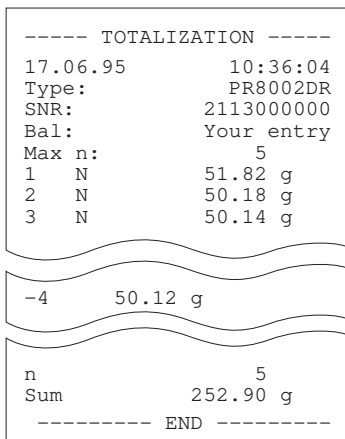 ----- TOTALIZATION -----
17.06.95 10:36:04
Type: PR8002DR
SNR: 2113000000
Bal: Your entry
Max n: 5
1 N 51.82 g
2 N 50.18 g
3 N 50.14 g
-4 50.12 g
n 5
Sum 252.90 g
--------- END ---------